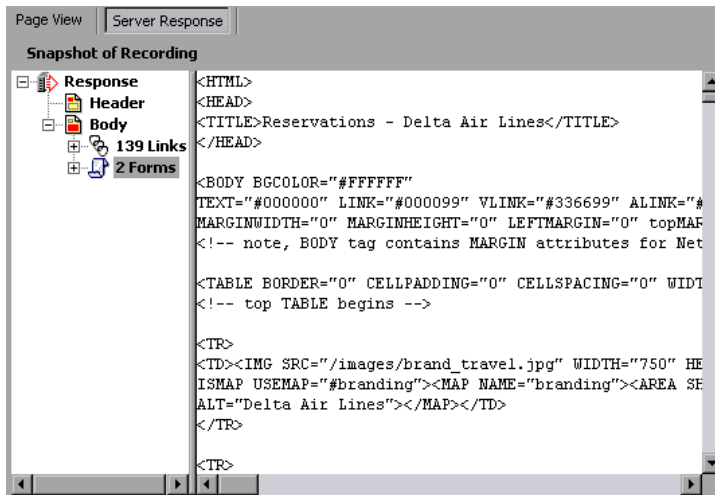 Page View
Server Response
Snapshot of Recording
Response
Header
Body
139 Links
2 Forms
<HTML>
<HEAD>
<TITLE>Reservations - Delta Air Lines</TITLE>
</HEAD>
<BODY BGCOLOR="#FFFFFF"
TEXT="#000000" LINK="#000099" VLINK="#336699" ALINK="#
MARGINWIDTH="0" MARGINHEIGHT="0" LEFTMARGIN="0" topMAR
<!-- note, BODY tag contains MARGIN attributes for Net
<TABLE BORDER="0" CELLPADDING="0" CELLSPACING="0" WIDT
<!-- top TABLE begins -->
<TR>
<TD><IMG SRC="/images/brand_travel.jpg" WIDTH="750" HE
ISMAP USEMAP="#branding"><MAP NAME="branding"><AREA SH
ALT="Delta Air Lines"></MAP></TD>
</TR>
<TR>